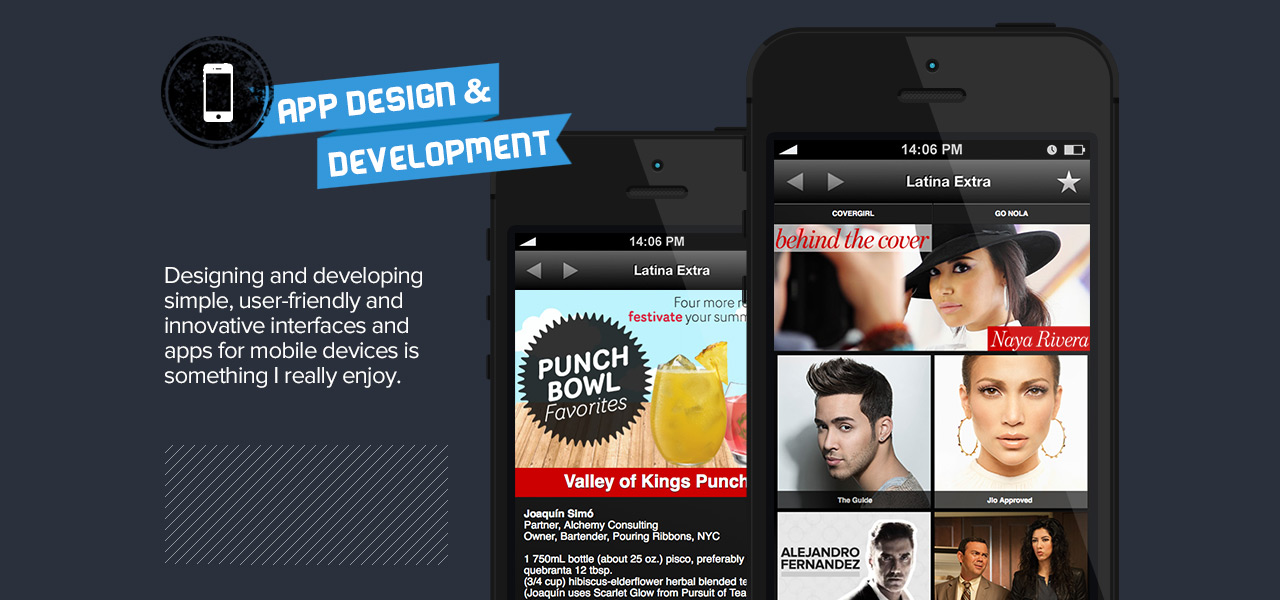 APP DESIGN &
DEVELOPMENT
Designing and developing
simple, user-friendly and
innovative interfaces and
apps for mobile devices is
something I really enjoy.
14:06 PM
Latina Extra
Four more
festivate your summ
PUNCH
BOWL
Favorites
Valley of Kings Punch
Joaquín Simó
Partner, Alchemy Consulting
Owner, Bartender, Pouring Ribbons, NYC
1 750mL bottle (about 25 oz.) pisco, preferably
quebranta 12 tbsp.
(3/4 cup) hibiscus-elderflower herbal blended te
(Joaquín uses Scarlet Glow from Pursuit of Tea
14:06 PM
Latina Extra
COVERGIRL
GO NOLA
behind the cover
Naya Rivera
The Guide
Jlo Approved
ALEJANDRO
FERNANDEZ